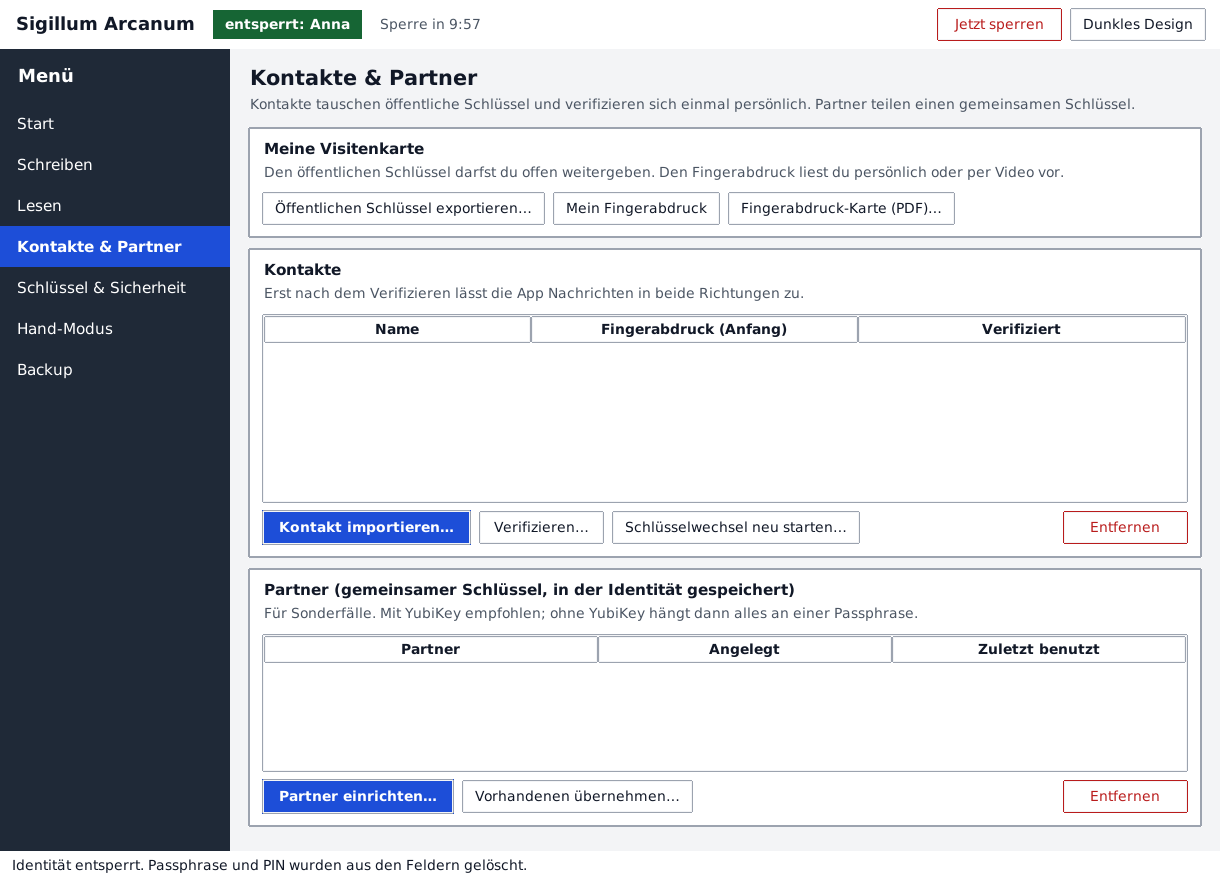 Sigillum Arcanum
entsperrt: Anna
Sperre in 9:57
Jetzt sperren
Dunkles Design
Menü
Start
Schreiben
Lesen
Kontakte & Partner
Schlüssel & Sicherheit
Hand-Modus
Backup
Kontakte & Partner
Kontakte tauschen öffentliche Schlüssel und verifizieren sich einmal persönlich. Partner teilen einen gemeinsamen Schlüssel.
Meine Visitenkarte
Den öffentlichen Schlüssel darfst du offen weitergeben. Den Fingerabdruck liest du persönlich oder per Video vor.
Öffentlichen Schlüssel exportieren…
Mein Fingerabdruck
Fingerabdruck-Karte (PDF)…
Kontakte
Erst nach dem Verifizieren lässt die App Nachrichten in beide Richtungen zu.
Name
Fingerabdruck (Anfang)
Verifiziert
Kontakt importieren…
Verifizieren…
Schlüsselwechsel neu starten…
Entfernen
Partner (gemeinsamer Schlüssel, in der Identität gespeichert)
Für Sonderfälle. Mit YubiKey empfohlen; ohne YubiKey hängt dann alles an einer Passphrase.
Partner
Angelegt
Zuletzt benutzt
Partner einrichten…
Vorhandenen übernehmen…
Entfernen
Identität entsperrt. Passphrase und PIN wurden aus den Feldern gelöscht.